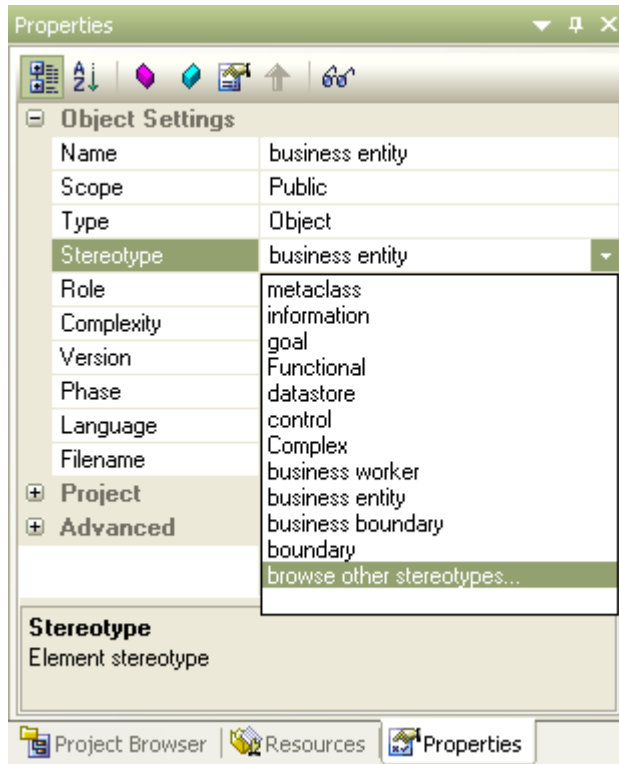 Properties
Object Settings
Name business entity
Scope Public
Type Object
Stereotype business entity
Role
Complexity
Version
Phase
Language
Filename
Project
Advanced
metaclass
information
goal
Functional
datastore
control
Complex
business worker
business entity
business boundary
boundary
browse other stereotypes...
Stereotype
Element stereotype
Project Browser Resources Properties